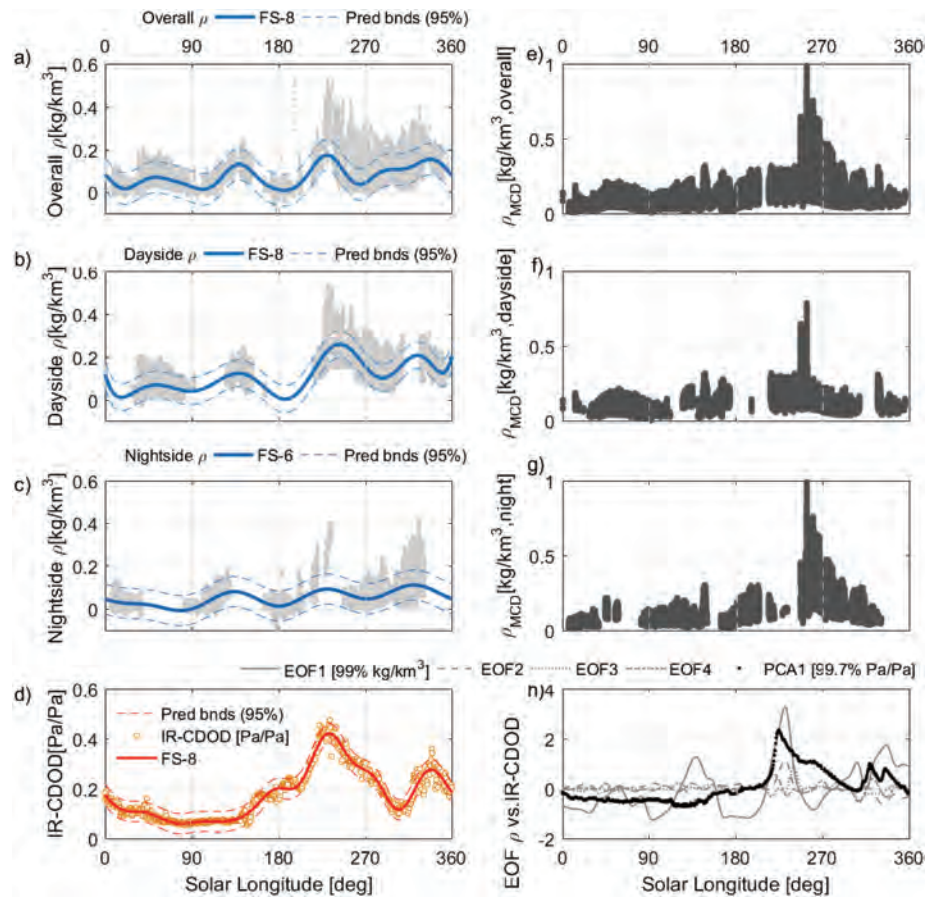 Overall ρ FS-8 Pred bnds (95%)
0 90 180 270 360
a)
0.6
0.4
0.2
0
Overall ρ[kg/km³]
b)
Dayside ρ FS-8 Pred bnds (95%)
0.6
0.4
0.2
0
Dayside ρ[kg/km³]
Nightside ρ FS-6 Pred bnds (95%)
c)
0.6
0.4
0.2
0
Nightside ρ[kg/km³]
d)
0.6
0.4
0.2
0
IR-CDOD[Pa/Pa]
Pred bnds (95%)
IR-CDOD [Pa/Pa]
FS-8
0 90 180 270 360
Solar Longitude [deg]
e)
0 90 180 270 360
1
0.5
0
ρMCD[kg/km³,overall]
f)
1
0.5
0
ρMCD[kg/km³,dayside]
g)
1
0.5
0
ρMCD[kg/km³,night]
EOF1 [99% kg/km³] EOF2 EOF3 EOF4 PCA1 [99.7% Pa/Pa]
h)
4
2
0
-2
EOF ρ vs.IR-CDOD
0 90 180 270 360
Solar Longitude [deg]